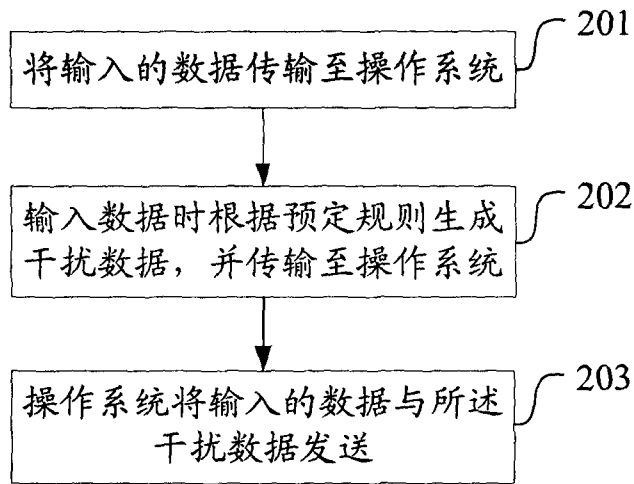 201
将输入的数据传输至操作系统
202
输入数据时根据预定规则生成
干扰数据，并传输至操作系统
203
操作系统将输入的数据与所述
干扰数据发送